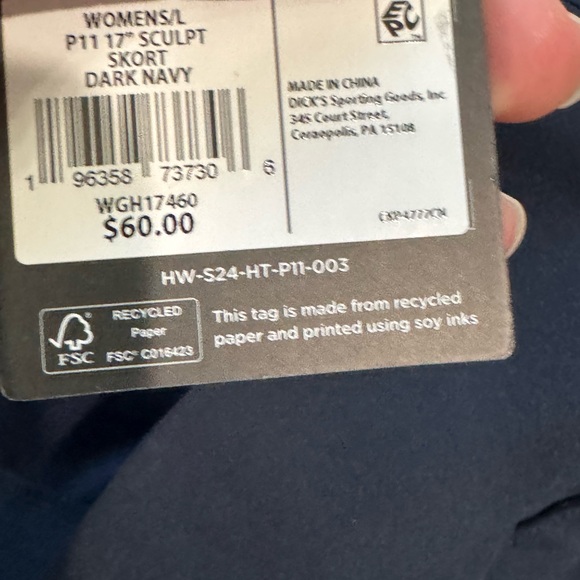 WOMENS/L
P11 17" SCULPT
SKORT
DARK NAVY
1 96358 73730 6
WGH17460
$60.00
EPC
MADE IN CHINA
DICK'S Sporting Goods, Inc.
345 Court Street,
Coraopolis, PA 15108
HW-S24-HT-P11-003
FSC
RECYCLED
Paper
FSC® C016423
This tag is made from recycled
paper and printed using soy inks